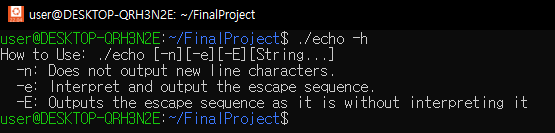 user@DESKTOP-QRH3N2E: ~/FinalProject
user@DESKTOP-QRH3N2E:~/FinalProject$ ./echo -h
How to Use: ./echo [-n][-e][-E][String...]
  -n: Does not output new line characters.
  -e: Interpret and output the escape sequence.
  -E: Outputs the escape sequence as it is without interpreting it
user@DESKTOP-QRH3N2E:~/FinalProject$